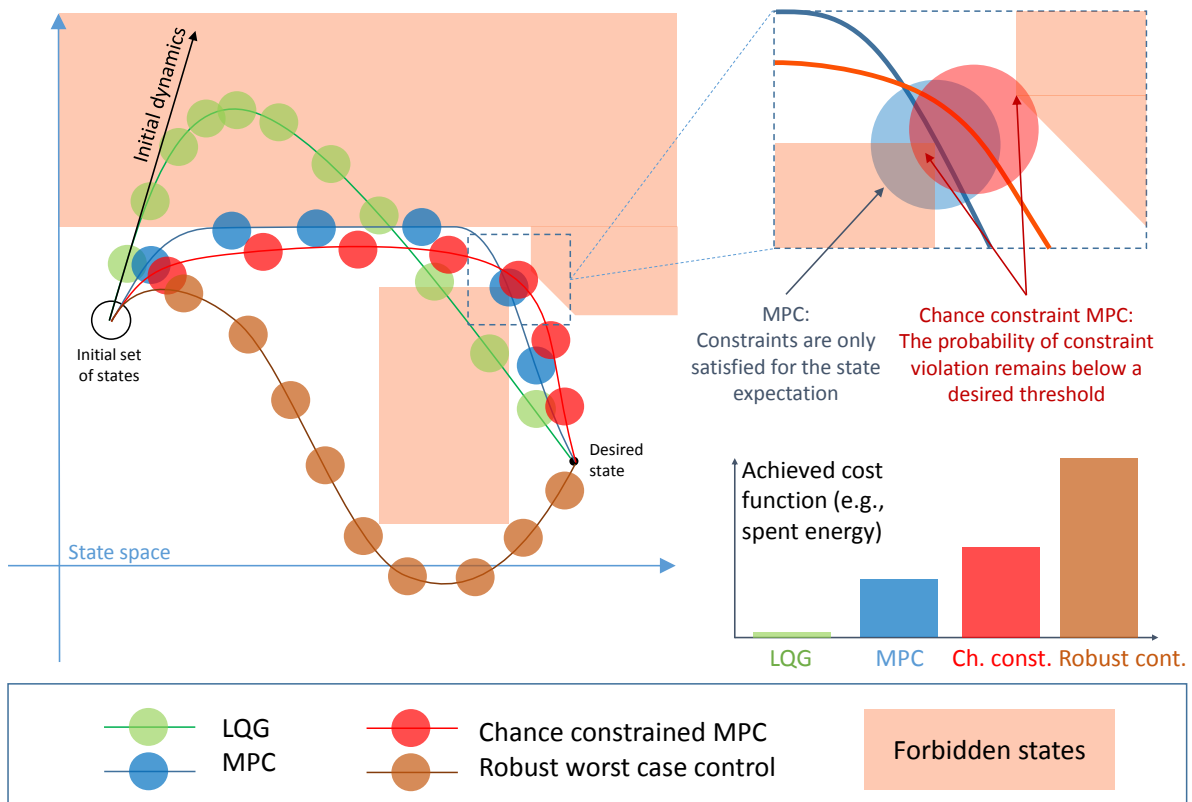 Initial dynamics
Initial set
of states
Desired
state
State space
MPC:
Constraints are only
satisfied for the state
expectation
Chance constraint MPC:
The probability of constraint
violation remains below a
desired threshold
Achieved cost
function (e.g.,
spent energy)
LQG
MPC
Ch. const.
Robust cont.
LQG
MPC
Chance constrained MPC
Robust worst case control
Forbidden states